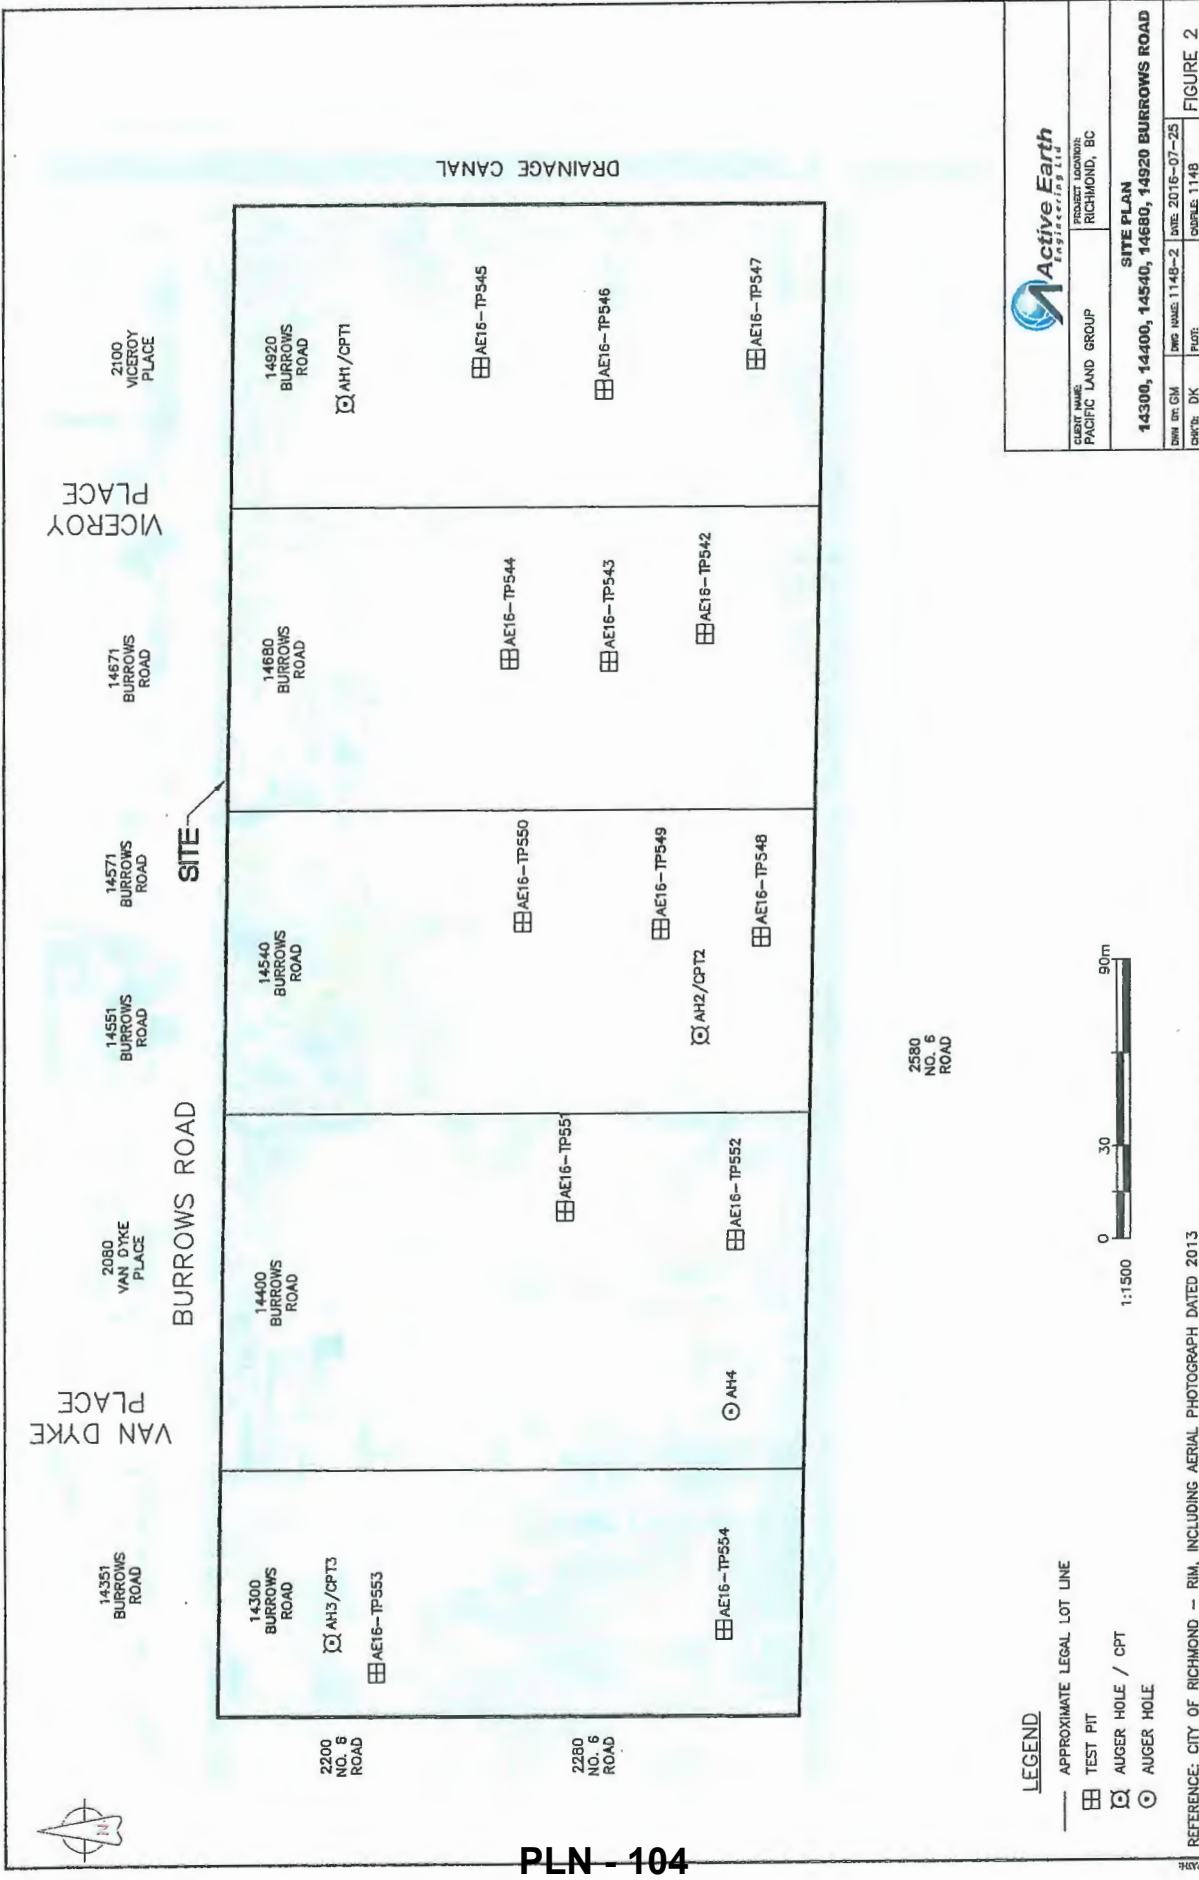 N
VAN DYKE
PLACE
VICEROY
PLACE
14351
BURROWS
ROAD
2080
VAN DYKE
PLACE
14551
BURROWS
ROAD
14571
BURROWS
ROAD
14671
BURROWS
ROAD
2100
VICEROY
PLACE
BURROWS ROAD
SITE
2200
NO. 6
ROAD
2280
NO. 6
ROAD
14300
BURROWS
ROAD
AH3/CPT3
AE16-TP553
AE16-TP554
14400
BURROWS
ROAD
AE16-TP551
AE16-TP552
AH4
14540
BURROWS
ROAD
AE16-TP550
AE16-TP549
AH2/CPT2
AE16-TP548
14680
BURROWS
ROAD
AE16-TP544
AE16-TP543
AE16-TP542
14920
BURROWS
ROAD
AH1/CPT1
AE16-TP545
AE16-TP546
AE16-TP547
DRAINAGE CANAL
2580
NO. 6
ROAD
LEGEND
APPROXIMATE LEGAL LOT LINE
TEST PIT
AUGER HOLE / CPT
AUGER HOLE
0 30 90m
1:1500
REFERENCE: CITY OF RICHMOND - RIM, INCLUDING AERIAL PHOTOGRAPH DATED 2013
Active Earth
Engineering Ltd
CLIENT NAME:
PACIFIC LAND GROUP
PROJECT LOCATION:
RICHMOND, BC
SITE PLAN
14300, 14400, 14540, 14680, 14920 BURROWS ROAD
DWN BY: GM
DWG NAME: 1148-2
DATE: 2016-07-25
CHK'D: DK
PLOT:
CADFILE: 1148
FIGURE 2
PLN - 104